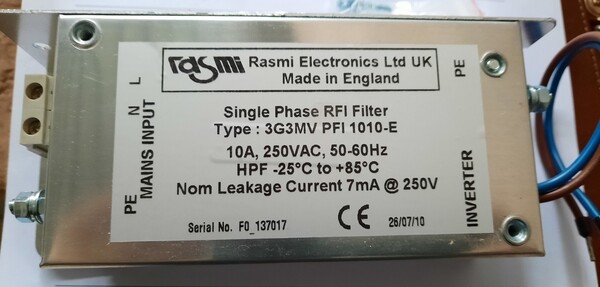 rasmi Rasmi Electronics Ltd UK
Made in England
Single Phase RFI Filter
Type : 3G3MV PFI 1010-E
10A, 250VAC, 50-60Hz
HPF -25°C to +85°C
Nom Leakage Current 7mA @ 250V
Serial No. F0_137017
CE
26/07/10
PE
MAINS INPUT
N L
PE
INVERTER